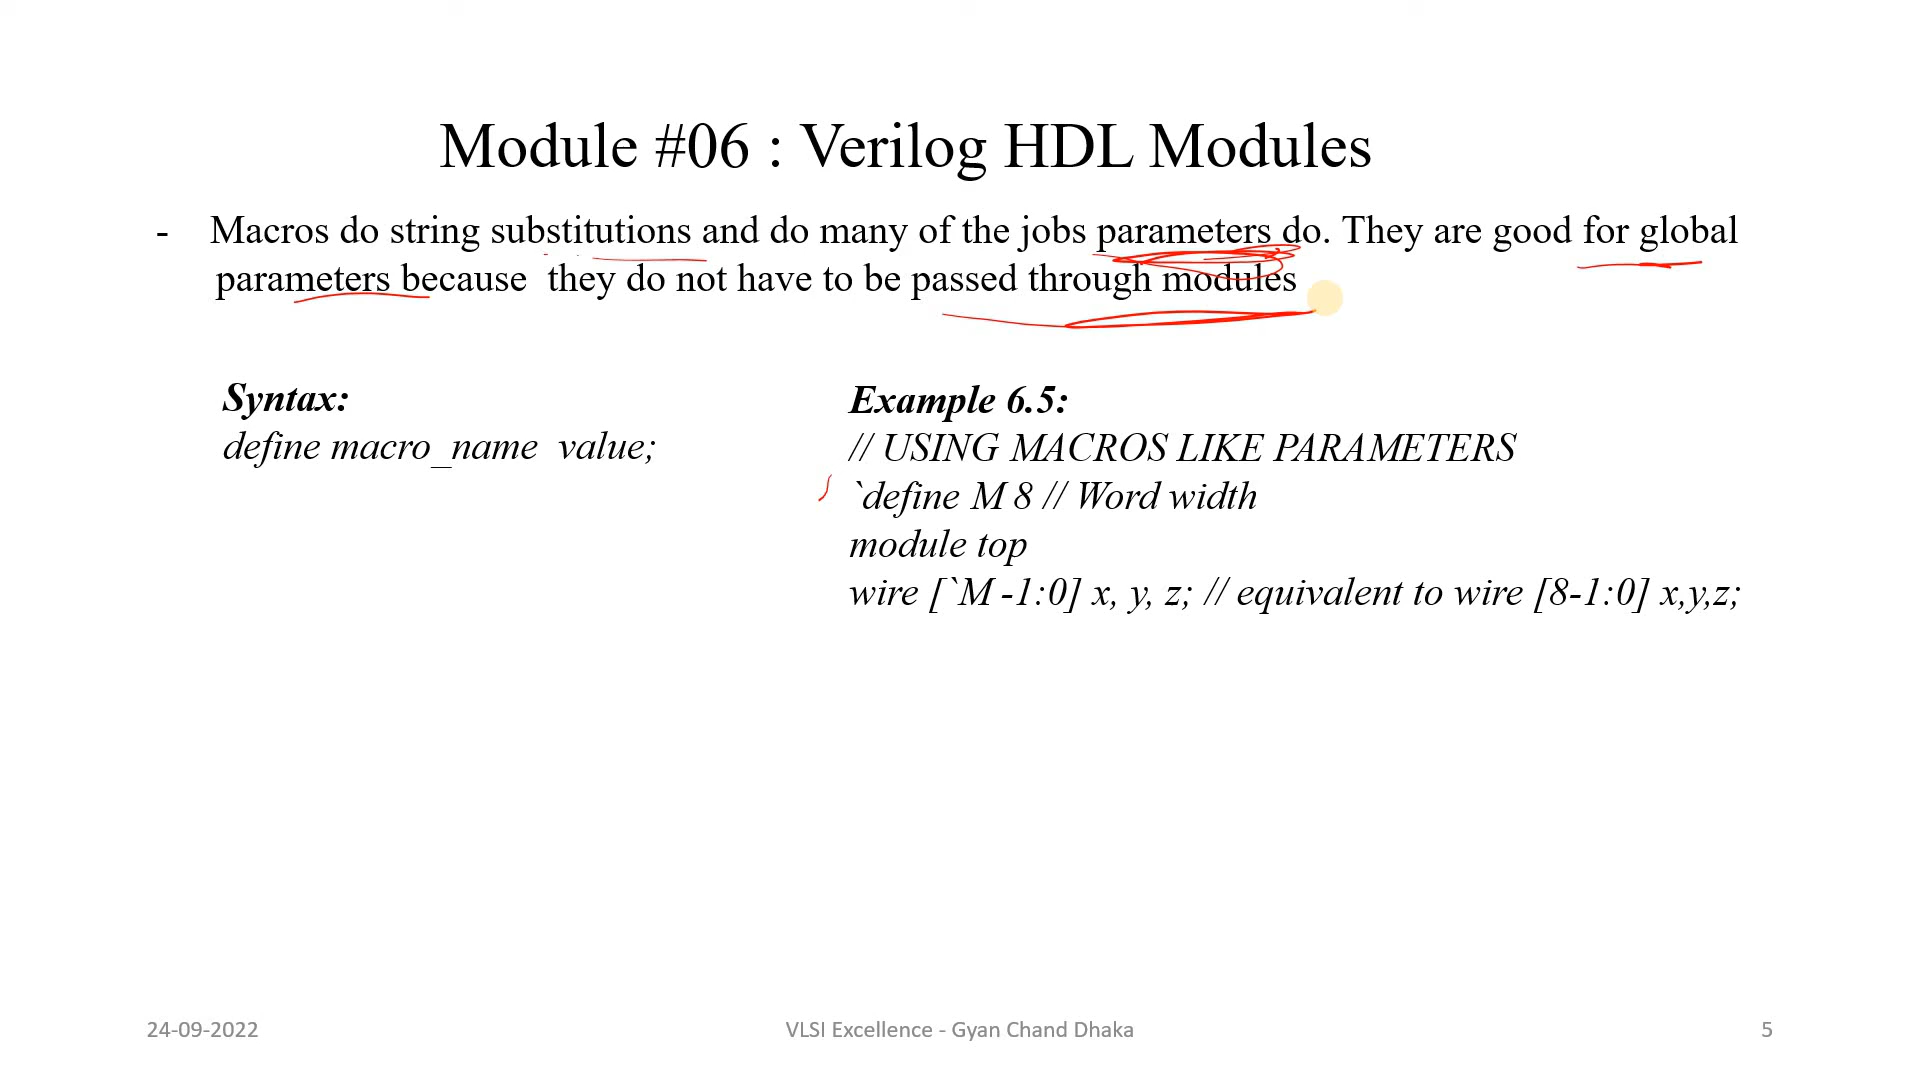 Module #06 : Verilog HDL Modules
- Macros do string substitutions and do many of the jobs parameters do. They are good for global
parameters because they do not have to be passed through modules
Syntax:
define macro_name value;
Example 6.5:
// USING MACROS LIKE PARAMETERS
`define M 8 // Word width
module top
wire [`M -1:0] x, y, z; // equivalent to wire [8-1:0] x,y,z;
24-09-2022
VLSI Excellence - Gyan Chand Dhaka
5